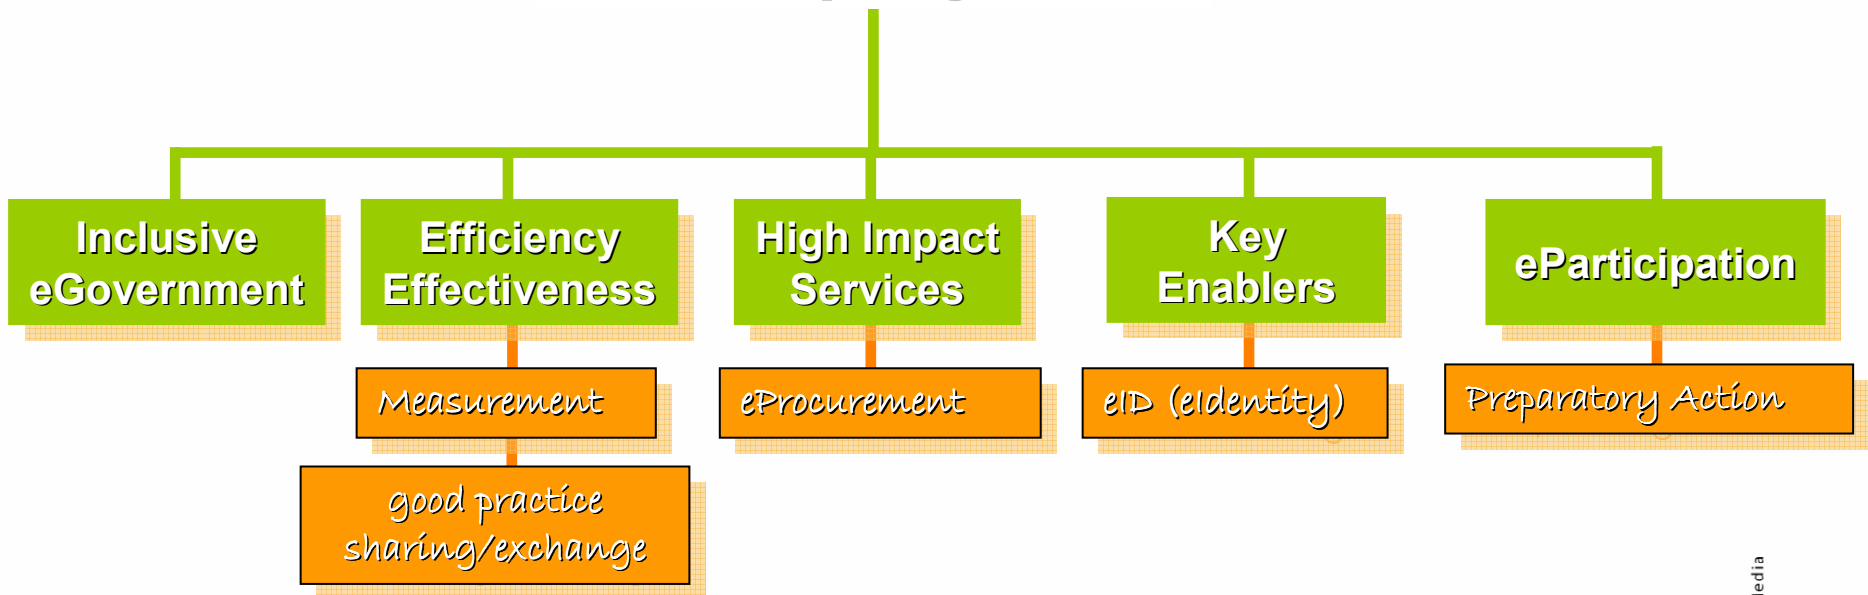 Inclusive
eGovernment
Efficiency
Effectiveness
High Impact
Services
Key
Enablers
eParticipation
Measurement
eProcurement
eID (eIdentity)
Preparatory Action
good practice
sharing/exchange